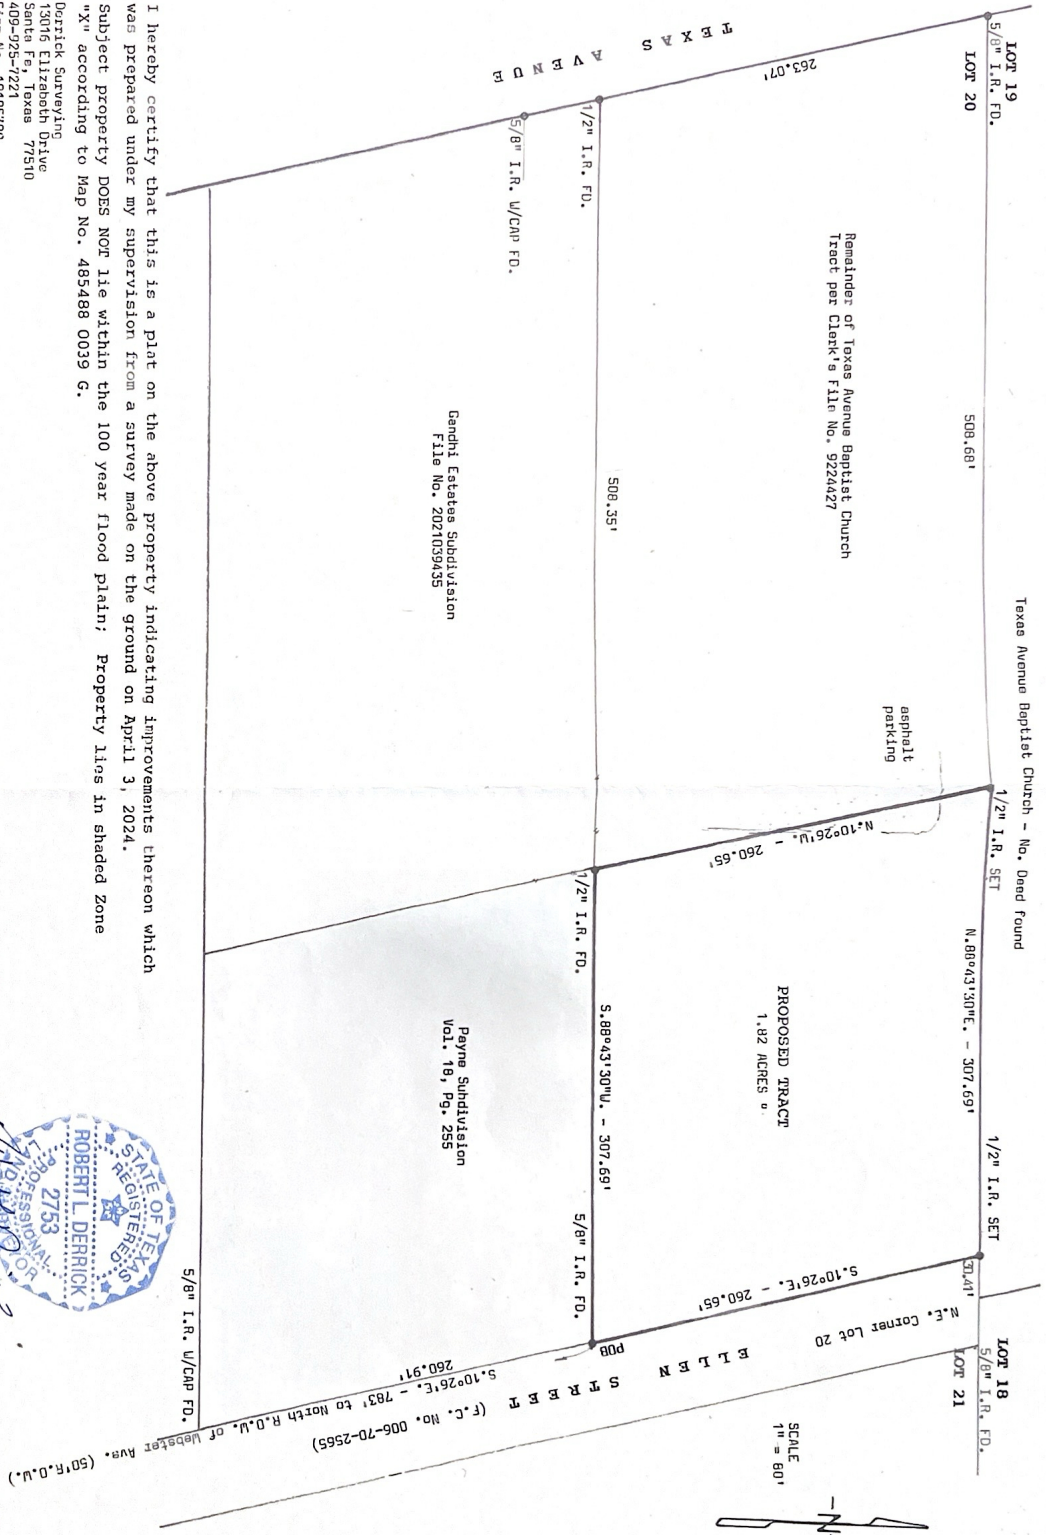 LOT 19
5/8" I.R. FD.
LOT 20
508.68'
Texas Avenue Baptist Church - No. Deed found
1/2" I.R. SET
N.88°43'30"E. - 307.69'
1/2" I.R. SET
30.41'
LOT 18
5/8" I.R. FD.
LOT 21
TEXAS AVENUE
263.07'
Remainder of Texas Avenue Baptist Church
Tract per Clerk's File No. 9224427
asphalt
parking
N.10°26'W. - 260.65'
PROPOSED TRACT
1.82 ACRES
S.10°26'E. - 260.65'
N.E. Corner Lot 20
ELLEN STREET
(F.C. No. 006-70-2565)
SCALE
1" = 60'
N
1/2" I.R. FD.
508.35'
1/2" I.R. FD.
S.88°43'30"W. - 307.69'
5/8" I.R. FD.
POB
5/8" I.R. W/CAP FD.
Gandhi Estates Subdivision
File No. 2021039435
Payne Subdivision
Vol. 18, Pg. 255
260.91'
S.10°26'E. - 783' to North R.O.W. of Webster Ave. (50'R.O.W.)
5/8" I.R. W/CAP FD.
I hereby certify that this is a plat on the above property indicating improvements thereon which
was prepared under my supervision from a survey made on the ground on April 3, 2024.
Subject property DOES NOT lie within the 100 year flood plain; Property lies in shaded Zone
"X" according to Map No. 485488 0039 G.
Derrick Surveying
13016 Elizabeth Drive
Santa Fe, Texas 77510
409-925-7221
STATE OF TEXAS
REGISTERED
ROBERT L. DERRICK
2753
PROFESSIONAL
LAND SURVEYOR